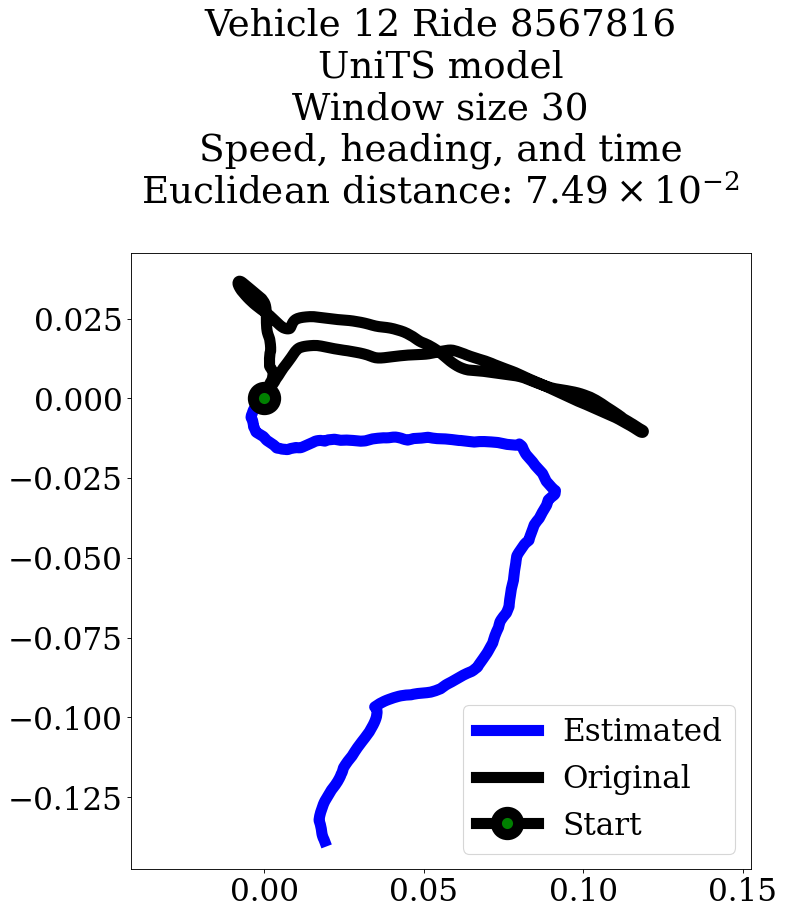 Vehicle 12 Ride 8567816
UniTS model
Window size 30
Speed, heading, and time
Euclidean distance: 7.49 × 10⁻²
0.025
0.000
−0.025
−0.050
−0.075
−0.100
−0.125
Estimated
Original
Start
0.00 0.05 0.10 0.15